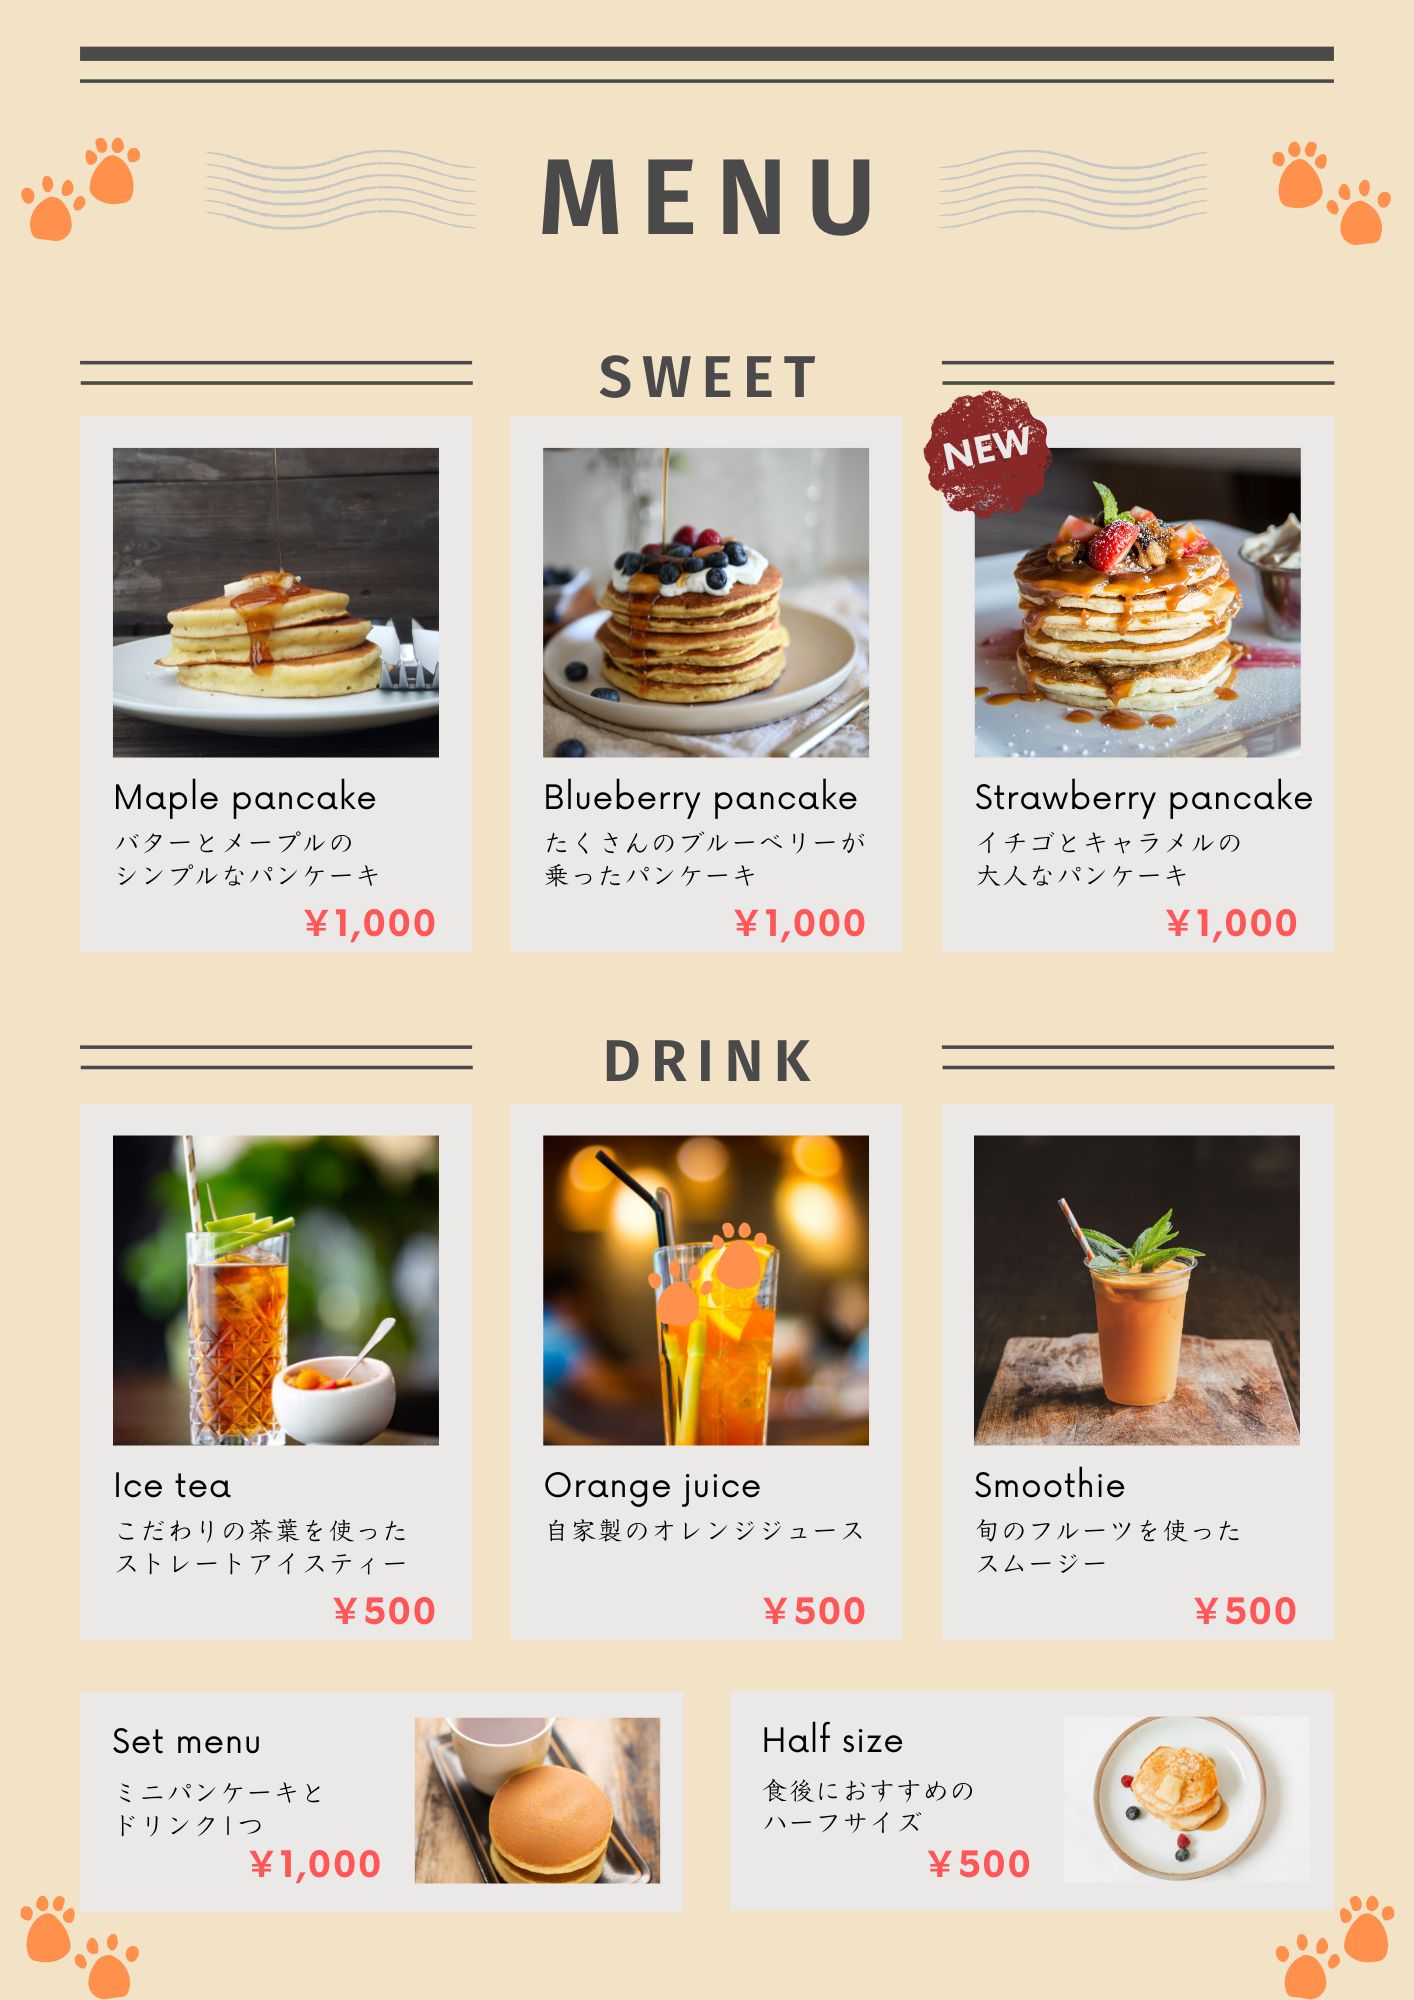 MENU
SWEET
NEW
Maple pancake
バターとメープルの
シンプルなパンケーキ
¥1,000
Blueberry pancake
たくさんのブルーベリーが
乗ったパンケーキ
¥1,000
Strawberry pancake
イチゴとキャラメルの
大人なパンケーキ
¥1,000
DRINK
Ice tea
こだわりの茶葉を使った
ストレートアイスティー
¥500
Orange juice
自家製のオレンジジュース
¥500
Smoothie
旬のフルーツを使った
スムージー
¥500
Set menu
ミニパンケーキと
ドリンク1つ
¥1,000
Half size
食後におすすめの
ハーフサイズ
¥500